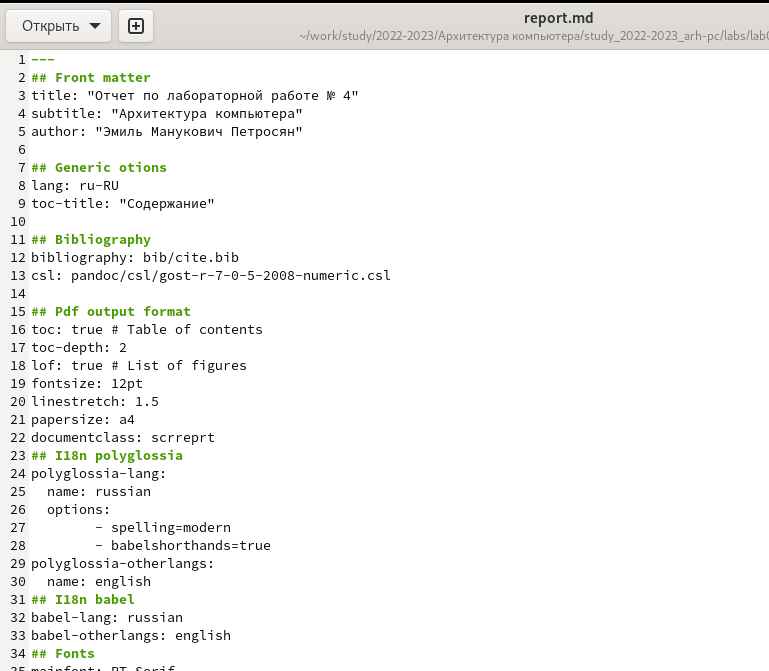 Открыть
report.md
~/work/study/2022-2023/Архитектура компьютера/study_2022-2023_arh-pc/labs/lab
1 ---
2 ## Front matter
3 title: "Отчет по лабораторной работе № 4"
4 subtitle: "Архитектура компьютера"
5 author: "Эмиль Манукович Петросян"
6
7 ## Generic otions
8 lang: ru-RU
9 toc-title: "Содержание"
10
11 ## Bibliography
12 bibliography: bib/cite.bib
13 csl: pandoc/csl/gost-r-7-0-5-2008-numeric.csl
14
15 ## Pdf output format
16 toc: true # Table of contents
17 toc-depth: 2
18 lof: true # List of figures
19 fontsize: 12pt
20 linestretch: 1.5
21 papersize: a4
22 documentclass: scrreprt
23 ## I18n polyglossia
24 polyglossia-lang:
25   name: russian
26   options:
27         - spelling=modern
28         - babelshorthands=true
29 polyglossia-otherlangs:
30   name: english
31 ## I18n babel
32 babel-lang: russian
33 babel-otherlangs: english
34 ## Fonts
35 mainfont: PT Serif